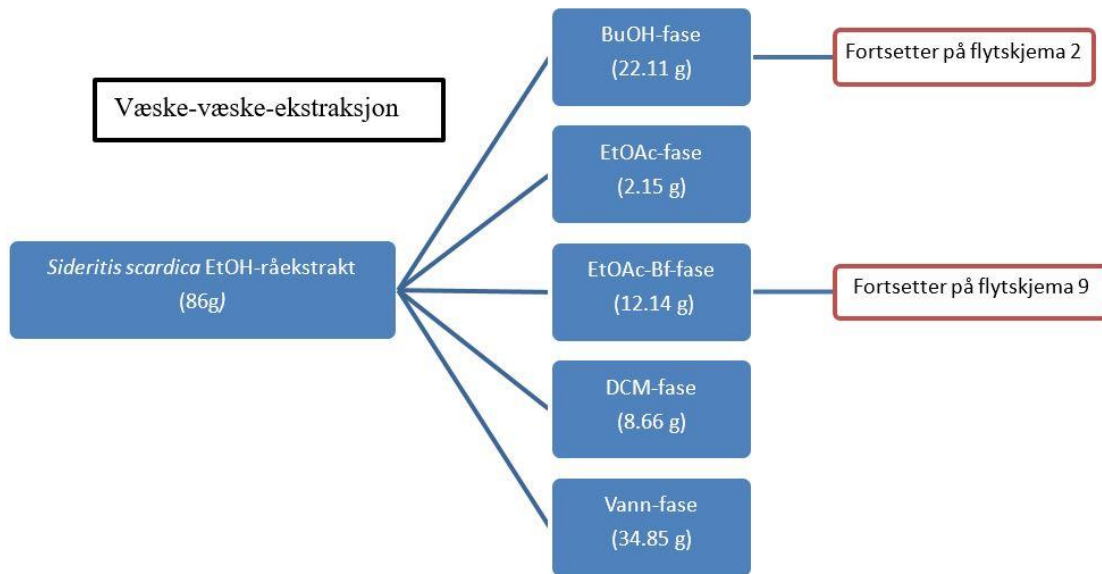 Væske-væske-ekstraksjon
Sideritis scardica EtOH-råekstrakt
(86g)
BuOH-fase
(22.11 g)
Fortsetter på flytskjema 2
EtOAc-fase
(2.15 g)
EtOAc-Bf-fase
(12.14 g)
Fortsetter på flytskjema 9
DCM-fase
(8.66 g)
Vann-fase
(34.85 g)